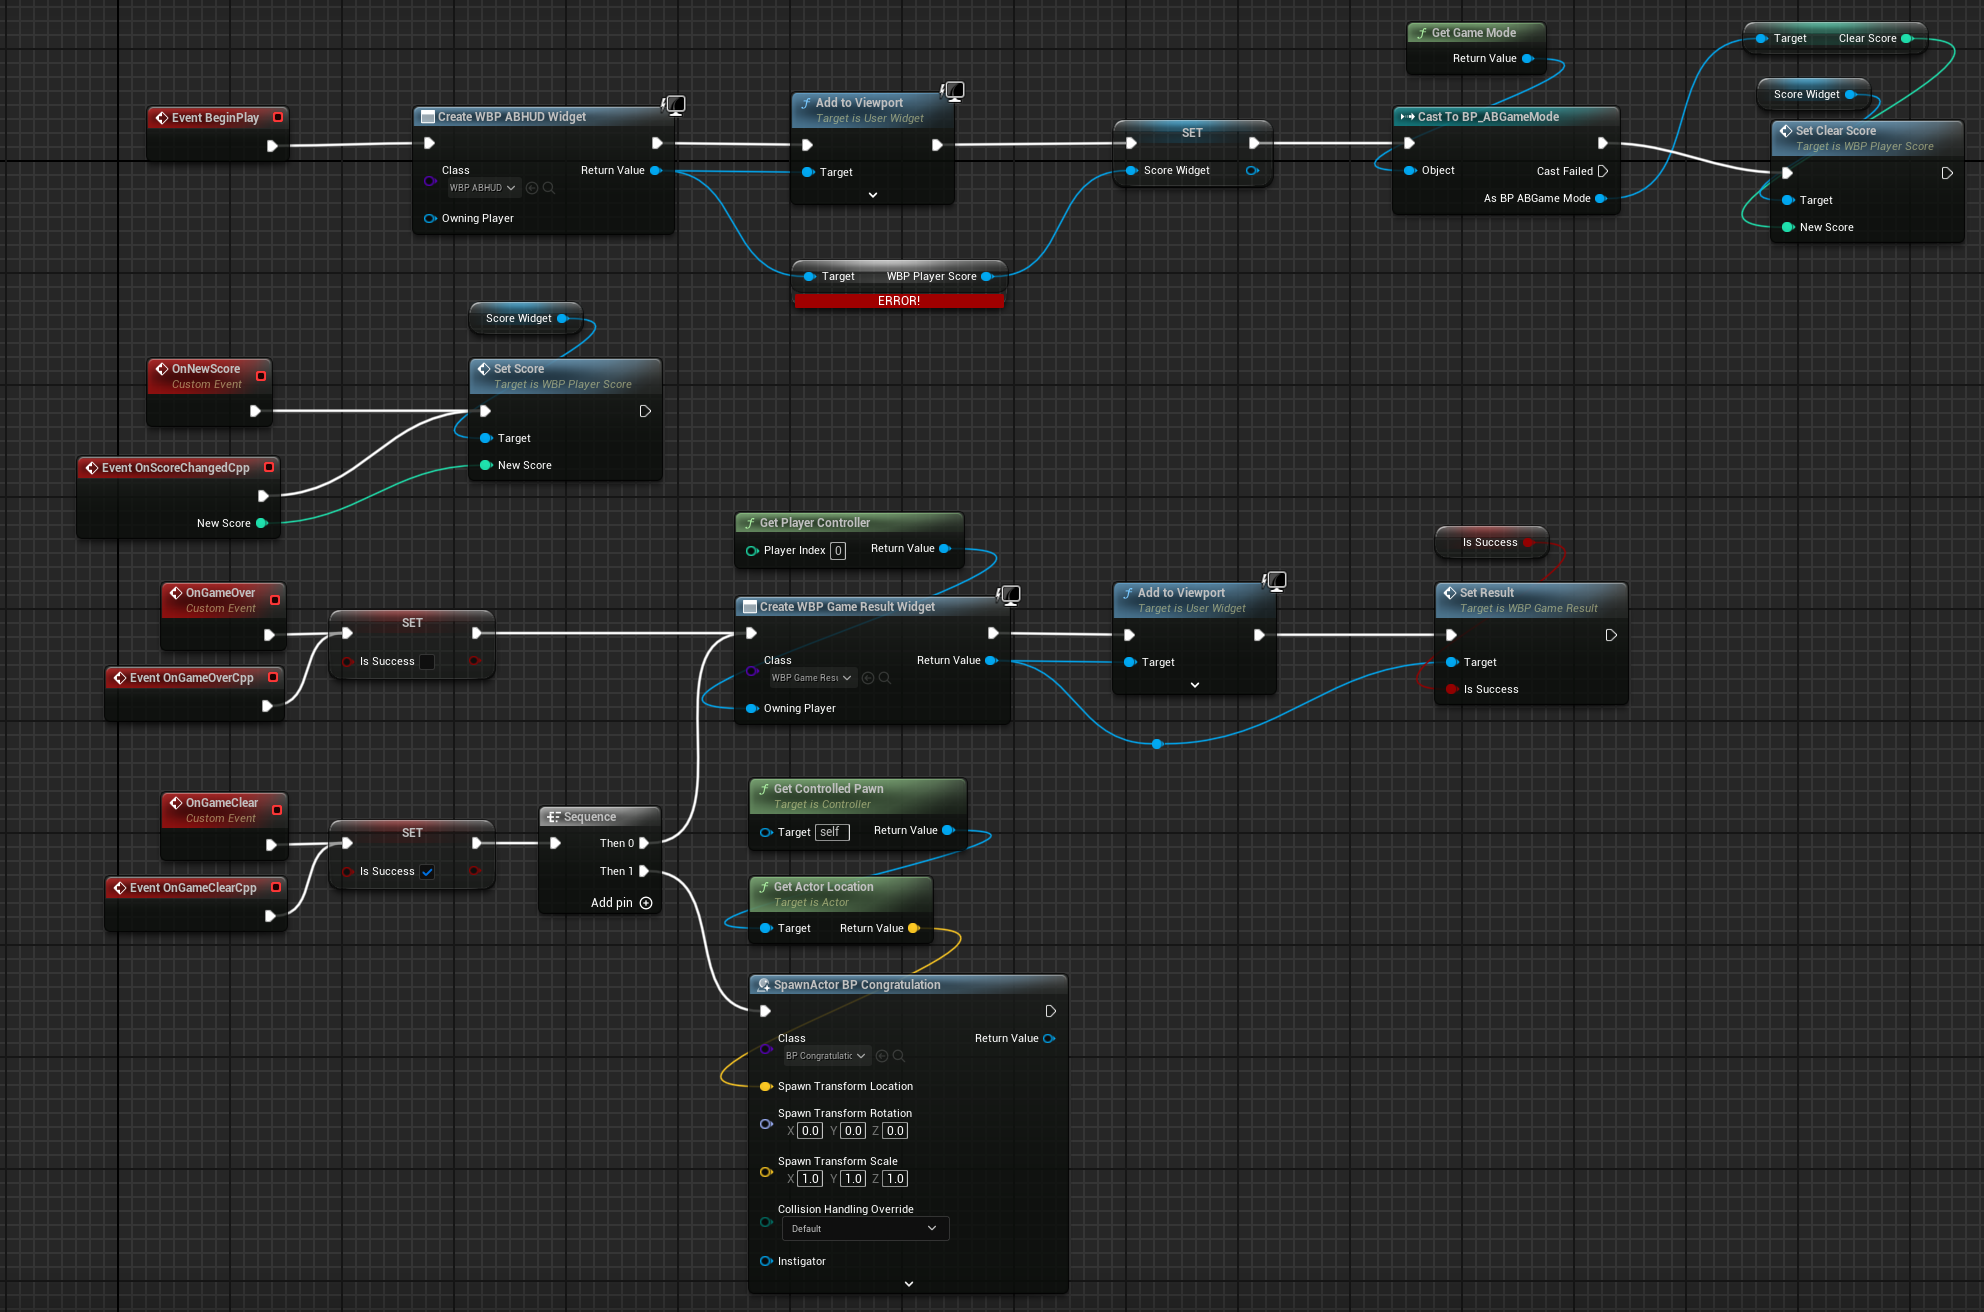 Event BeginPlay
Create WBP ABHUD Widget
Class
WBP ABHUD
Return Value
Owning Player
Add to Viewport
Target is User Widget
Target
Target
WBP Player Score
ERROR!
SET
Score Widget
Get Game Mode
Return Value
Cast To BP_ABGameMode
Object
Cast Failed
As BP ABGame Mode
Target
Clear Score
Score Widget
Set Clear Score
Target is WBP Player Score
Target
New Score
Score Widget
OnNewScore
Custom Event
Set Score
Target is WBP Player Score
Target
New Score
Event OnScoreChangedCpp
New Score
Get Player Controller
Player Index 0
Return Value
OnGameOver
Custom Event
Event OnGameOverCpp
SET
Is Success
Create WBP Game Result Widget
Class
Return Value
Owning Player
Add to Viewport
Target is User Widget
Target
Is Success
Set Result
Target is WBP Game Result
Target
Is Success
OnGameClear
Custom Event
Event OnGameClearCpp
SET
Is Success
Sequence
Then 0
Then 1
Add pin
Get Controlled Pawn
Target is Controller
Target self
Return Value
Get Actor Location
Target is Actor
Target
Return Value
SpawnActor BP Congratulation
Class
Return Value
Spawn Transform Location
Spawn Transform Rotation
X 0.0 Y 0.0 Z 0.0
Spawn Transform Scale
X 1.0 Y 1.0 Z 1.0
Collision Handling Override
Default
Instigator